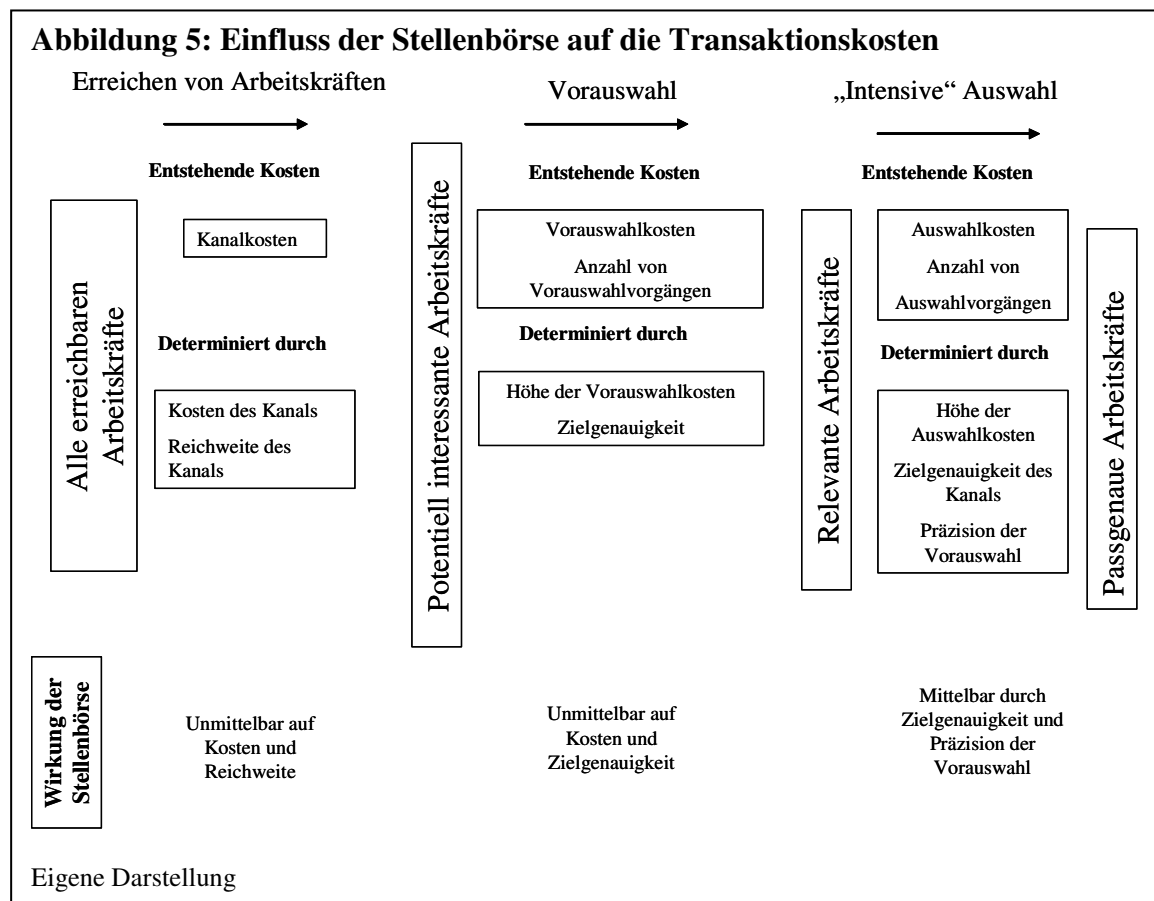 Abbildung 5: Einfluss der Stellenbörse auf die Transaktionskosten
Erreichen von Arbeitskräften
Alle erreichbaren
Arbeitskräfte
Entstehende Kosten
Kanalkosten
Determiniert durch
Kosten des Kanals
Reichweite des
Kanals
Potentiell interessante Arbeitskräfte
Vorauswahl
Entstehende Kosten
Vorauswahlkosten
Anzahl von
Vorauswahlvorgängen
Determiniert durch
Höhe der Vorauswahlkosten
Zielgenauigkeit
Relevante Arbeitskräfte
„Intensive“ Auswahl
Entstehende Kosten
Auswahlkosten
Anzahl von
Auswahlvorgängen
Determiniert durch
Höhe der
Auswahlkosten
Zielgenauigkeit des
Kanals
Präzision der
Vorauswahl
Passgenaue Arbeitskräfte
Wirkung der
Stellenbörse
Unmittelbar auf
Kosten und
Reichweite
Unmittelbar auf
Kosten und
Zielgenauigkeit
Mittelbar durch
Zielgenauigkeit und
Präzision der
Vorauswahl
Eigene Darstellung